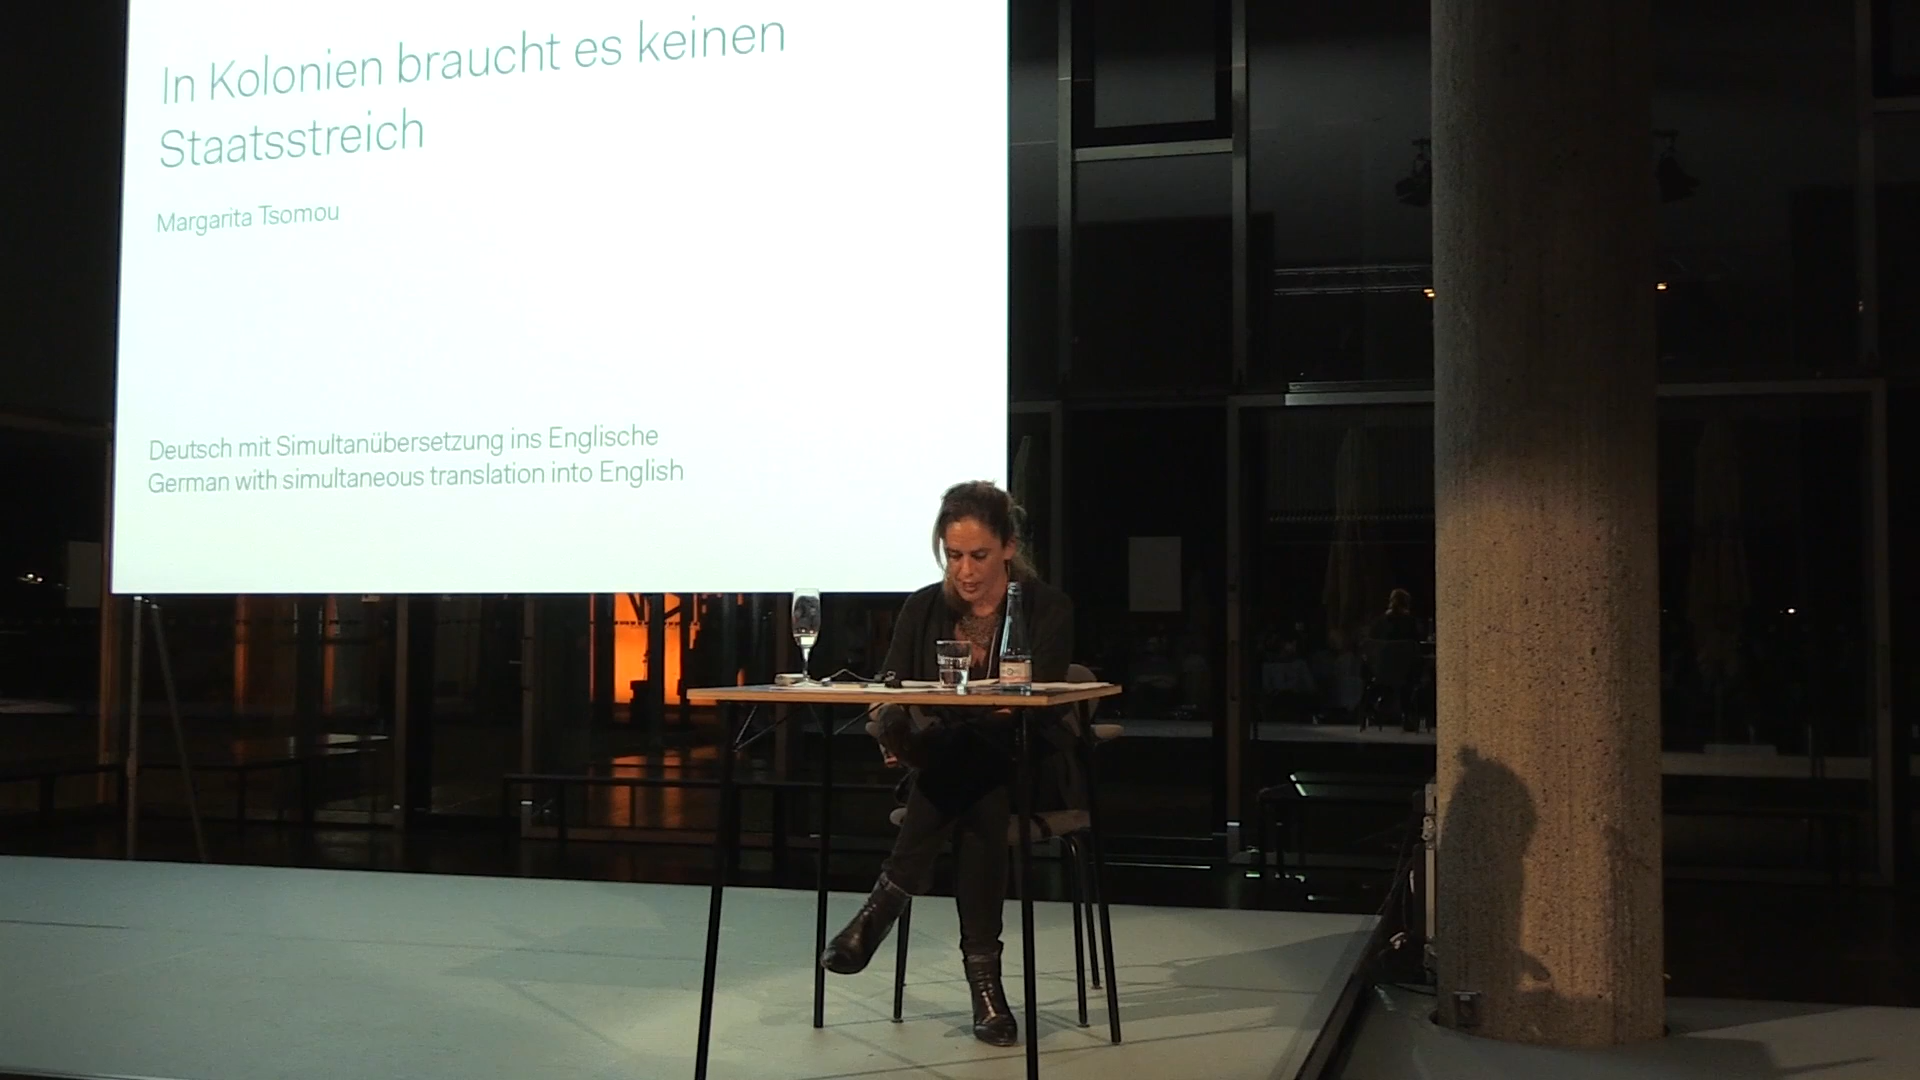 In Kolonien braucht es keinen
Staatsstreich
Margarita Tsomou
Deutsch mit Simultanübersetzung ins Englische
German with simultaneous translation into English